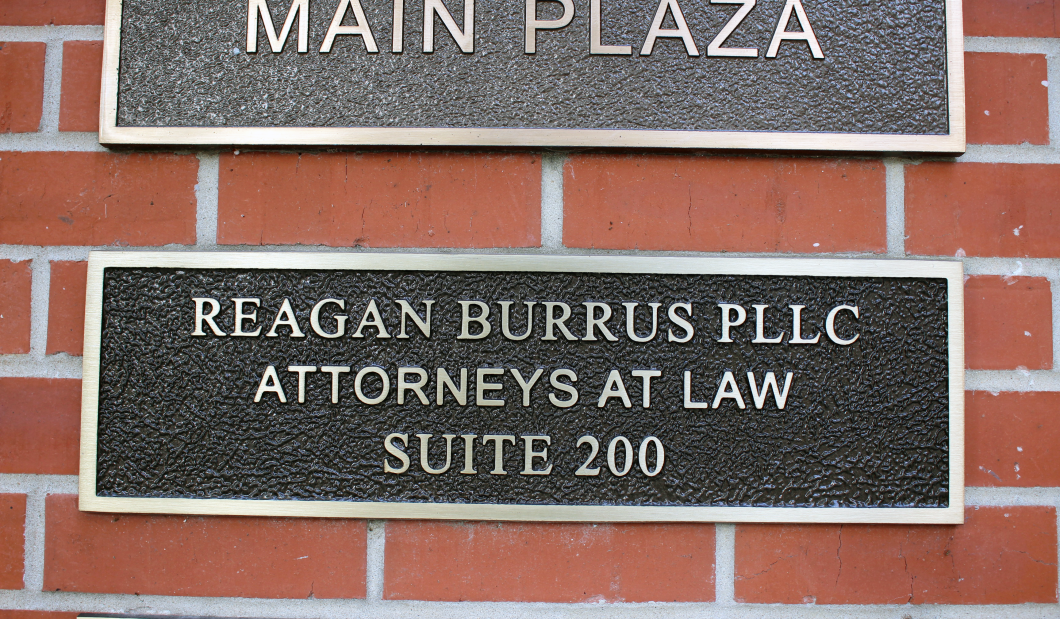 MAIN PLAZA
REAGAN BURRUS PLLC
ATTORNEYS AT LAW
SUITE 200